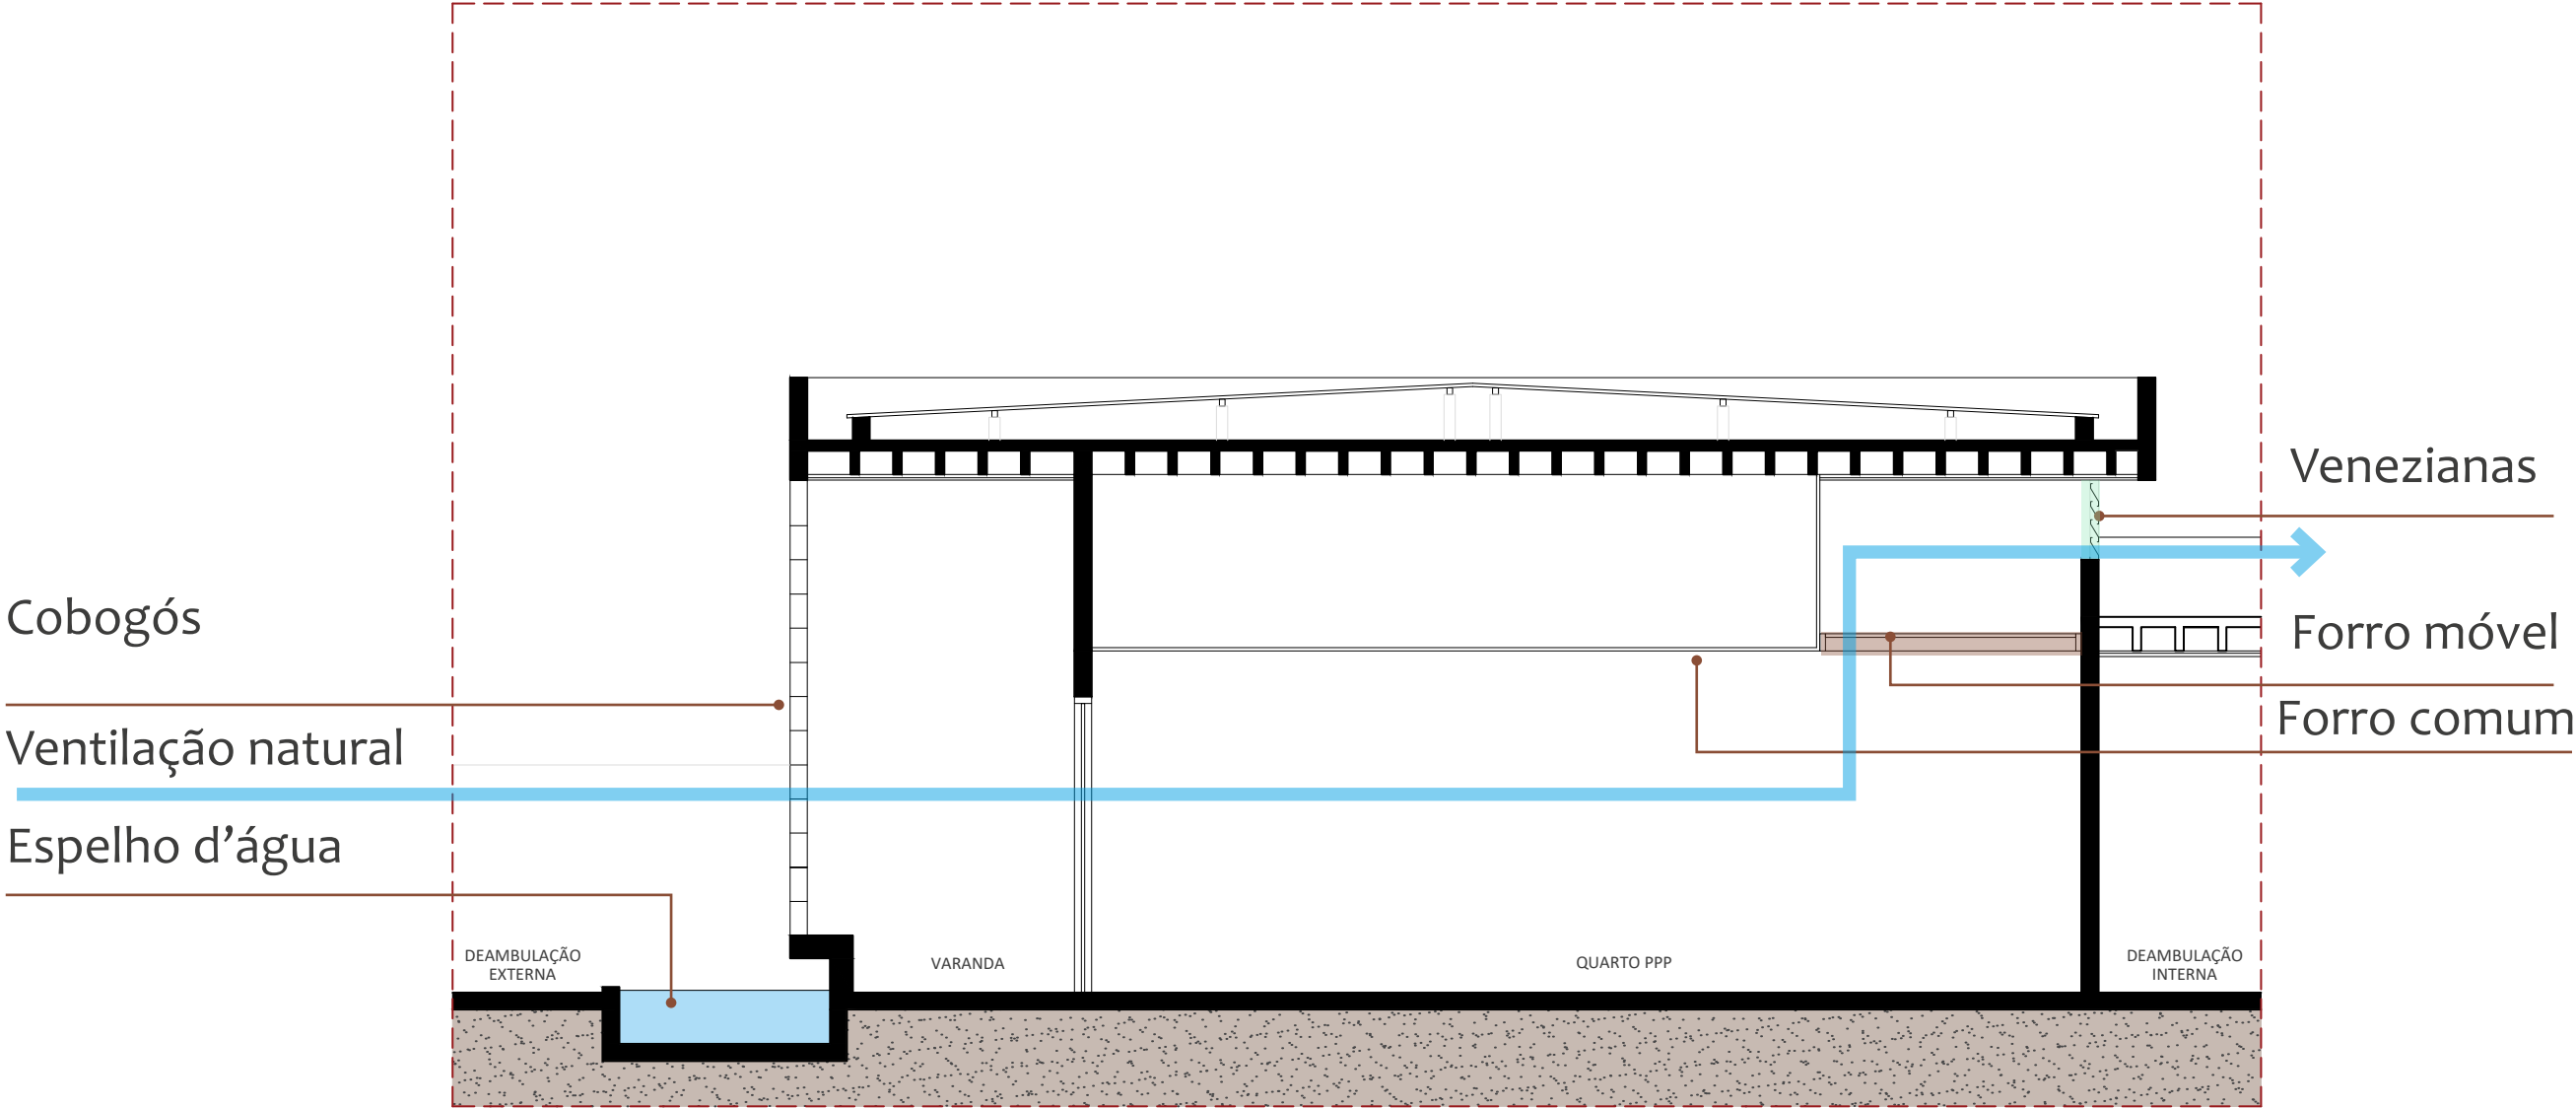 Venezianas
Cobogós
Forro móvel
Forro comum
Ventilação natural
Espelho d’água
DEAMBULAÇÃO
EXTERNA
VARANDA
QUARTO PPP
DEAMBULAÇÃO
INTERNA